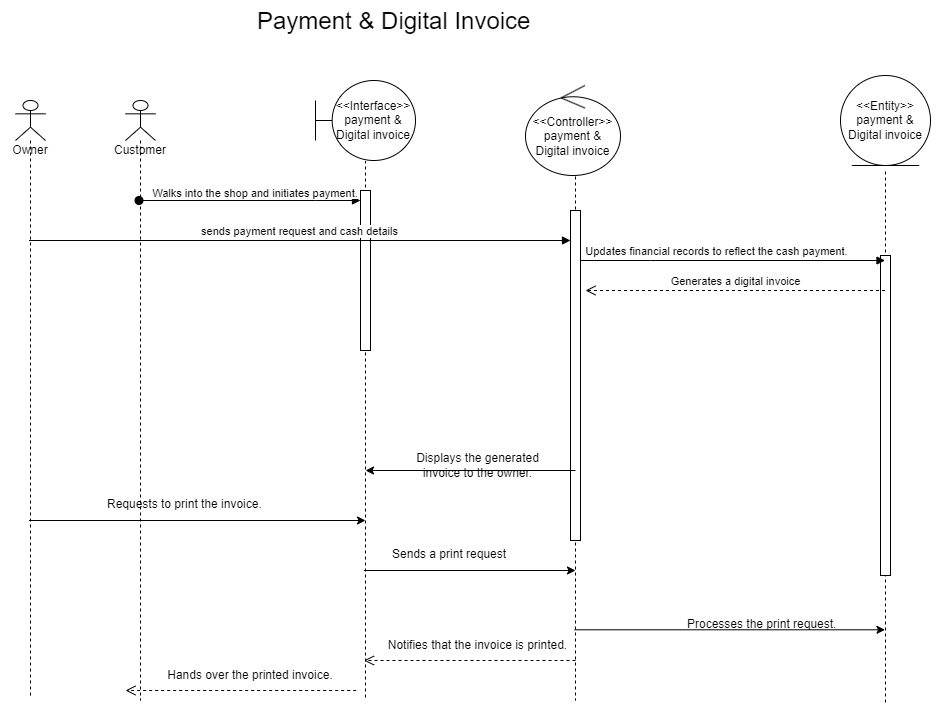 Payment & Digital Invoice
Owner
Customer
<<Interface>>
payment &
Digital invoice
<<Controller>>
payment &
Digital invoice
<<Entity>>
payment &
Digital invoice
Walks into the shop and initiates payment.
sends payment request and cash details
Updates financial records to reflect the cash payment.
Generates a digital invoice
Displays the generated
invoice to the owner.
Requests to print the invoice.
Sends a print request
Processes the print request.
Notifies that the invoice is printed.
Hands over the printed invoice.